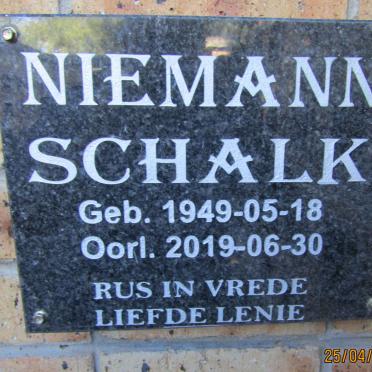 NIEMANN
SCHALK
Geb. 1949-05-18
Oorl. 2019-06-30
RUS IN VREDE
LIEFDE LENIE
25/04/